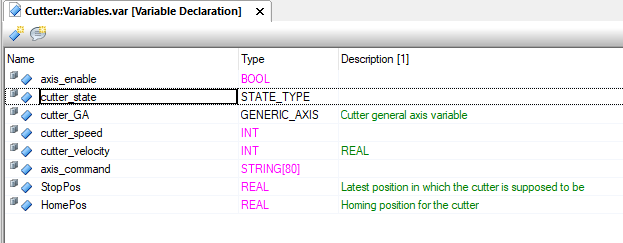 Cutter::Variables.var [Variable Declaration] X
Name Type Description [1]
axis_enable BOOL
cutter_state STATE_TYPE
cutter_GA GENERIC_AXIS Cutter general axis variable
cutter_speed INT
cutter_velocity INT REAL
axis_command STRING[80]
StopPos REAL Latest position in which the cutter is supposed to be
HomePos REAL Homing position for the cutter